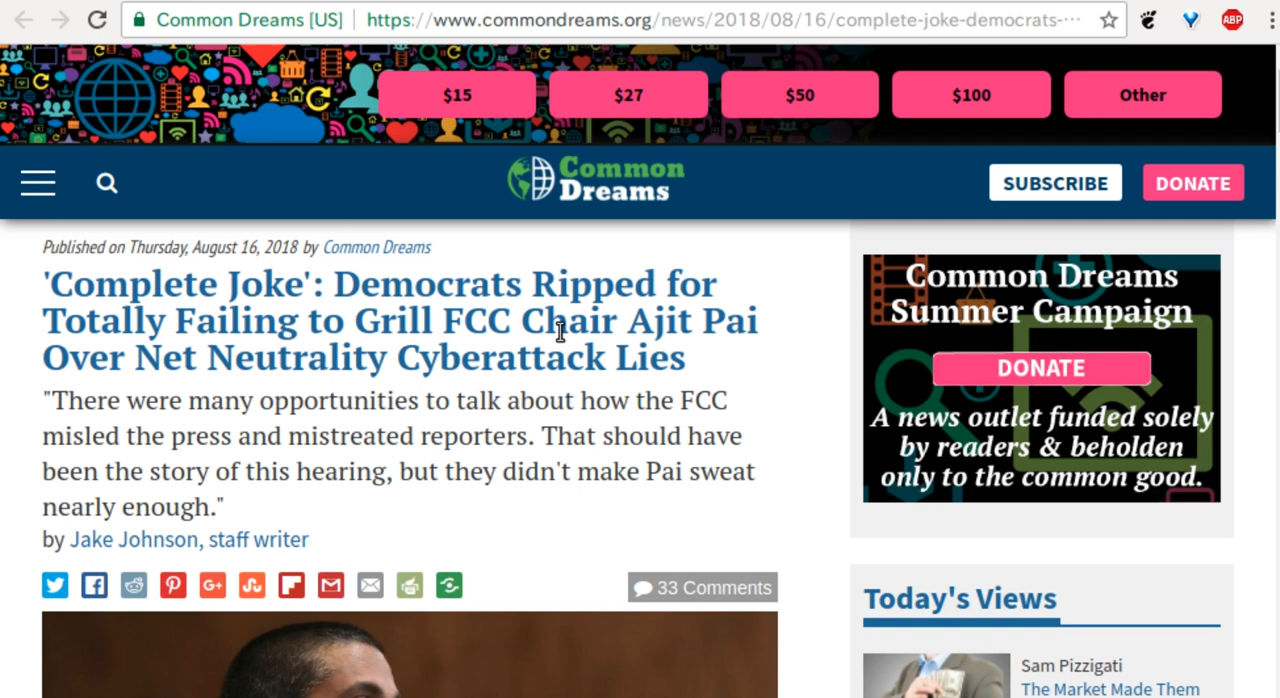 Common Dreams [US]
https://www.commondreams.org/news/2018/08/16/complete-joke-democrats-···
ABP
$15
$27
$50
$100
Other
Common
Dreams
SUBSCRIBE
DONATE
Published on Thursday, August 16, 2018 by Common Dreams
'Complete Joke': Democrats Ripped for
Totally Failing to Grill FCC Chair Ajit Pai
Over Net Neutrality Cyberattack Lies
"There were many opportunities to talk about how the FCC
misled the press and mistreated reporters. That should have
been the story of this hearing, but they didn't make Pai sweat
nearly enough."
by Jake Johnson, staff writer
G+
33 Comments
Common Dreams
Summer Campaign
DONATE
A news outlet funded solely
by readers & beholden
only to the common good.
Today's Views
Sam Pizzigati
The Market Made Them